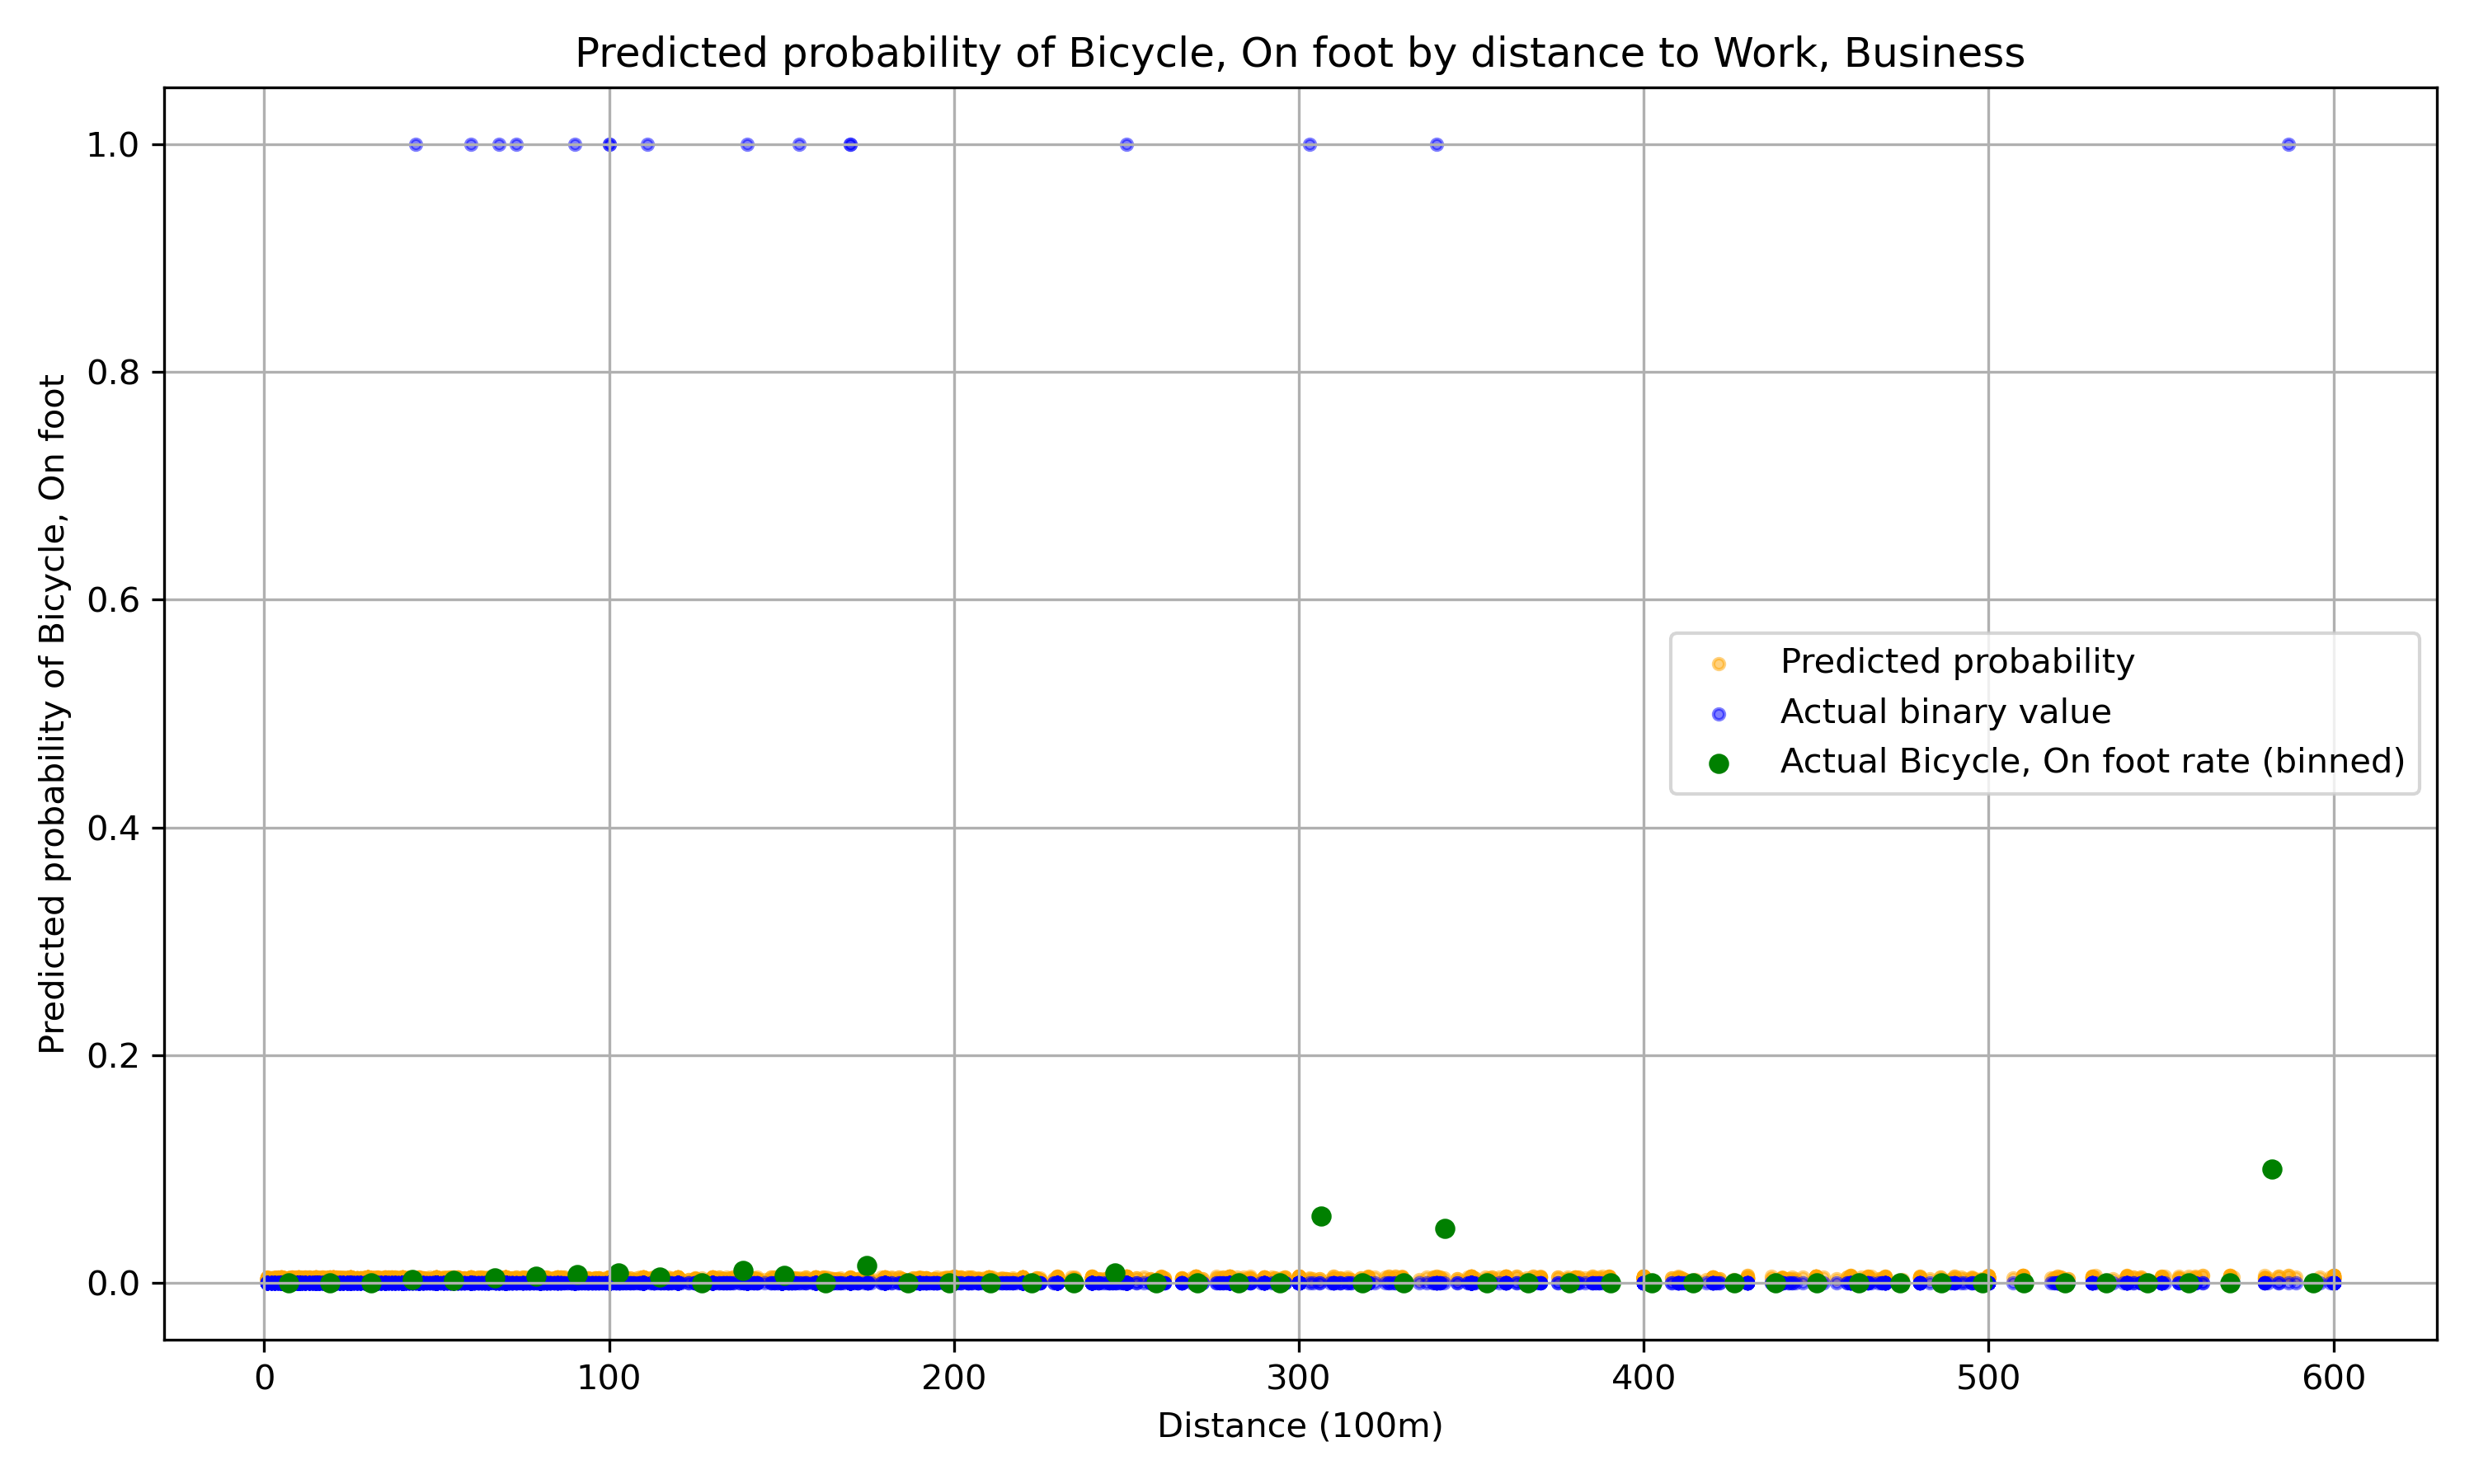 Predicted probability of Bicycle, On foot by distance to Work, Business
Predicted probability of Bicycle, On foot
1.0
0.8
0.6
0.4
0.2
0.0
Predicted probability
Actual binary value
Actual Bicycle, On foot rate (binned)
0 100 200 300 400 500 600
Distance (100m)